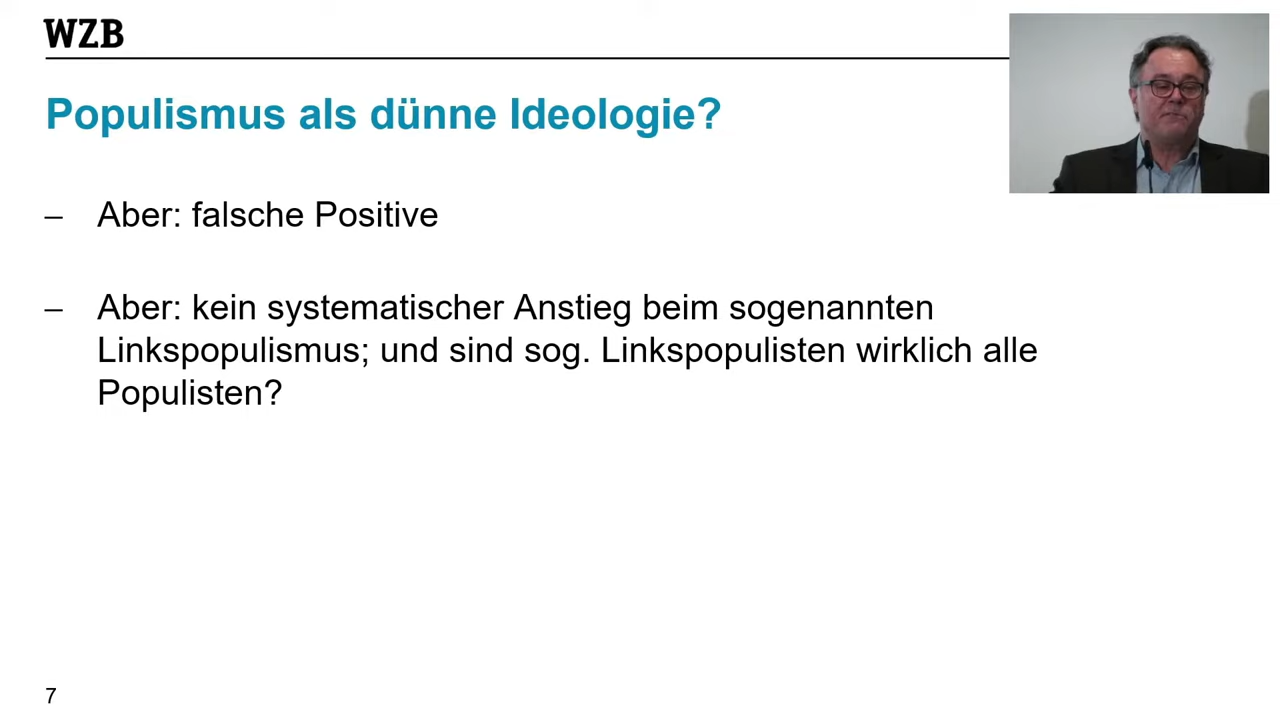 WZB
Populismus als dünne Ideologie?
– Aber: falsche Positive
– Aber: kein systematischer Anstieg beim sogenannten
Linkspopulismus; und sind sog. Linkspopulisten wirklich alle
Populisten?
7